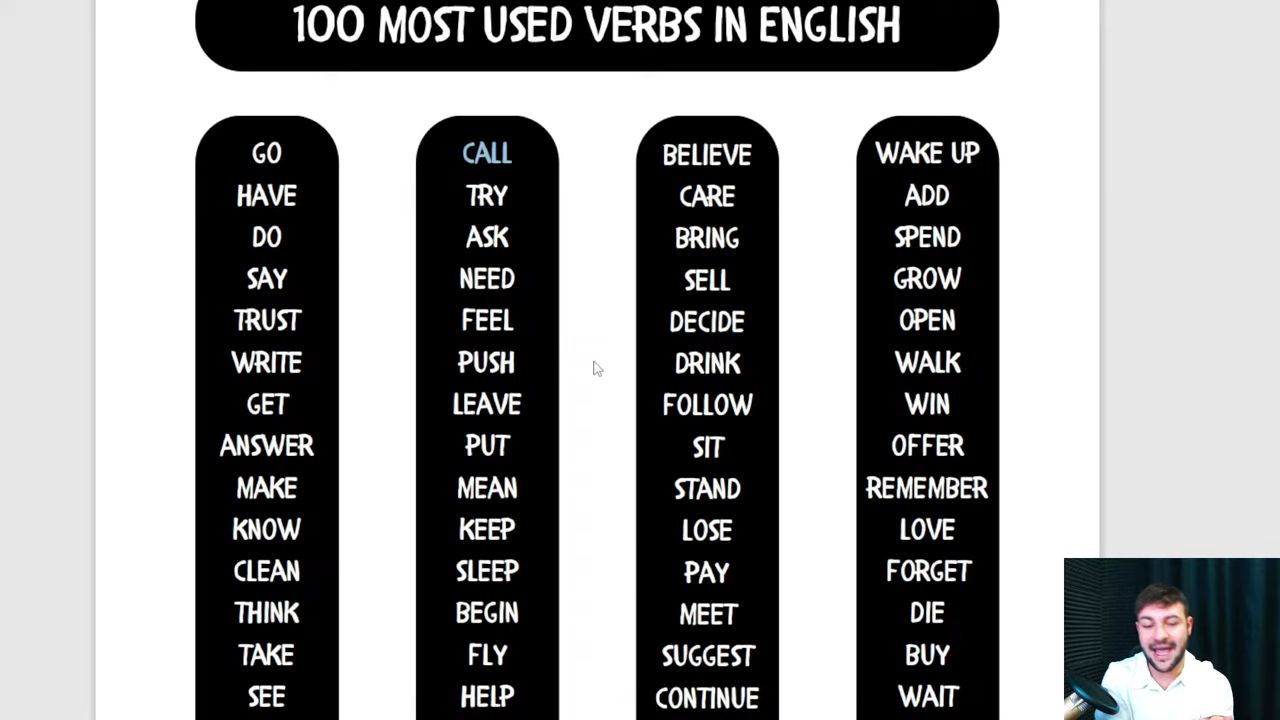 100 MOST USED VERBS IN ENGLISH
GO
HAVE
DO
SAY
TRUST
WRITE
GET
ANSWER
MAKE
KNOW
CLEAN
THINK
TAKE
SEE
CALL
TRY
ASK
NEED
FEEL
PUSH
LEAVE
PUT
MEAN
KEEP
SLEEP
BEGIN
FLY
HELP
BELIEVE
CARE
BRING
SELL
DECIDE
DRINK
FOLLOW
SIT
STAND
LOSE
PAY
MEET
SUGGEST
CONTINUE
WAKE UP
ADD
SPEND
GROW
OPEN
WALK
WIN
OFFER
REMEMBER
LOVE
FORGET
DIE
BUY
WAIT